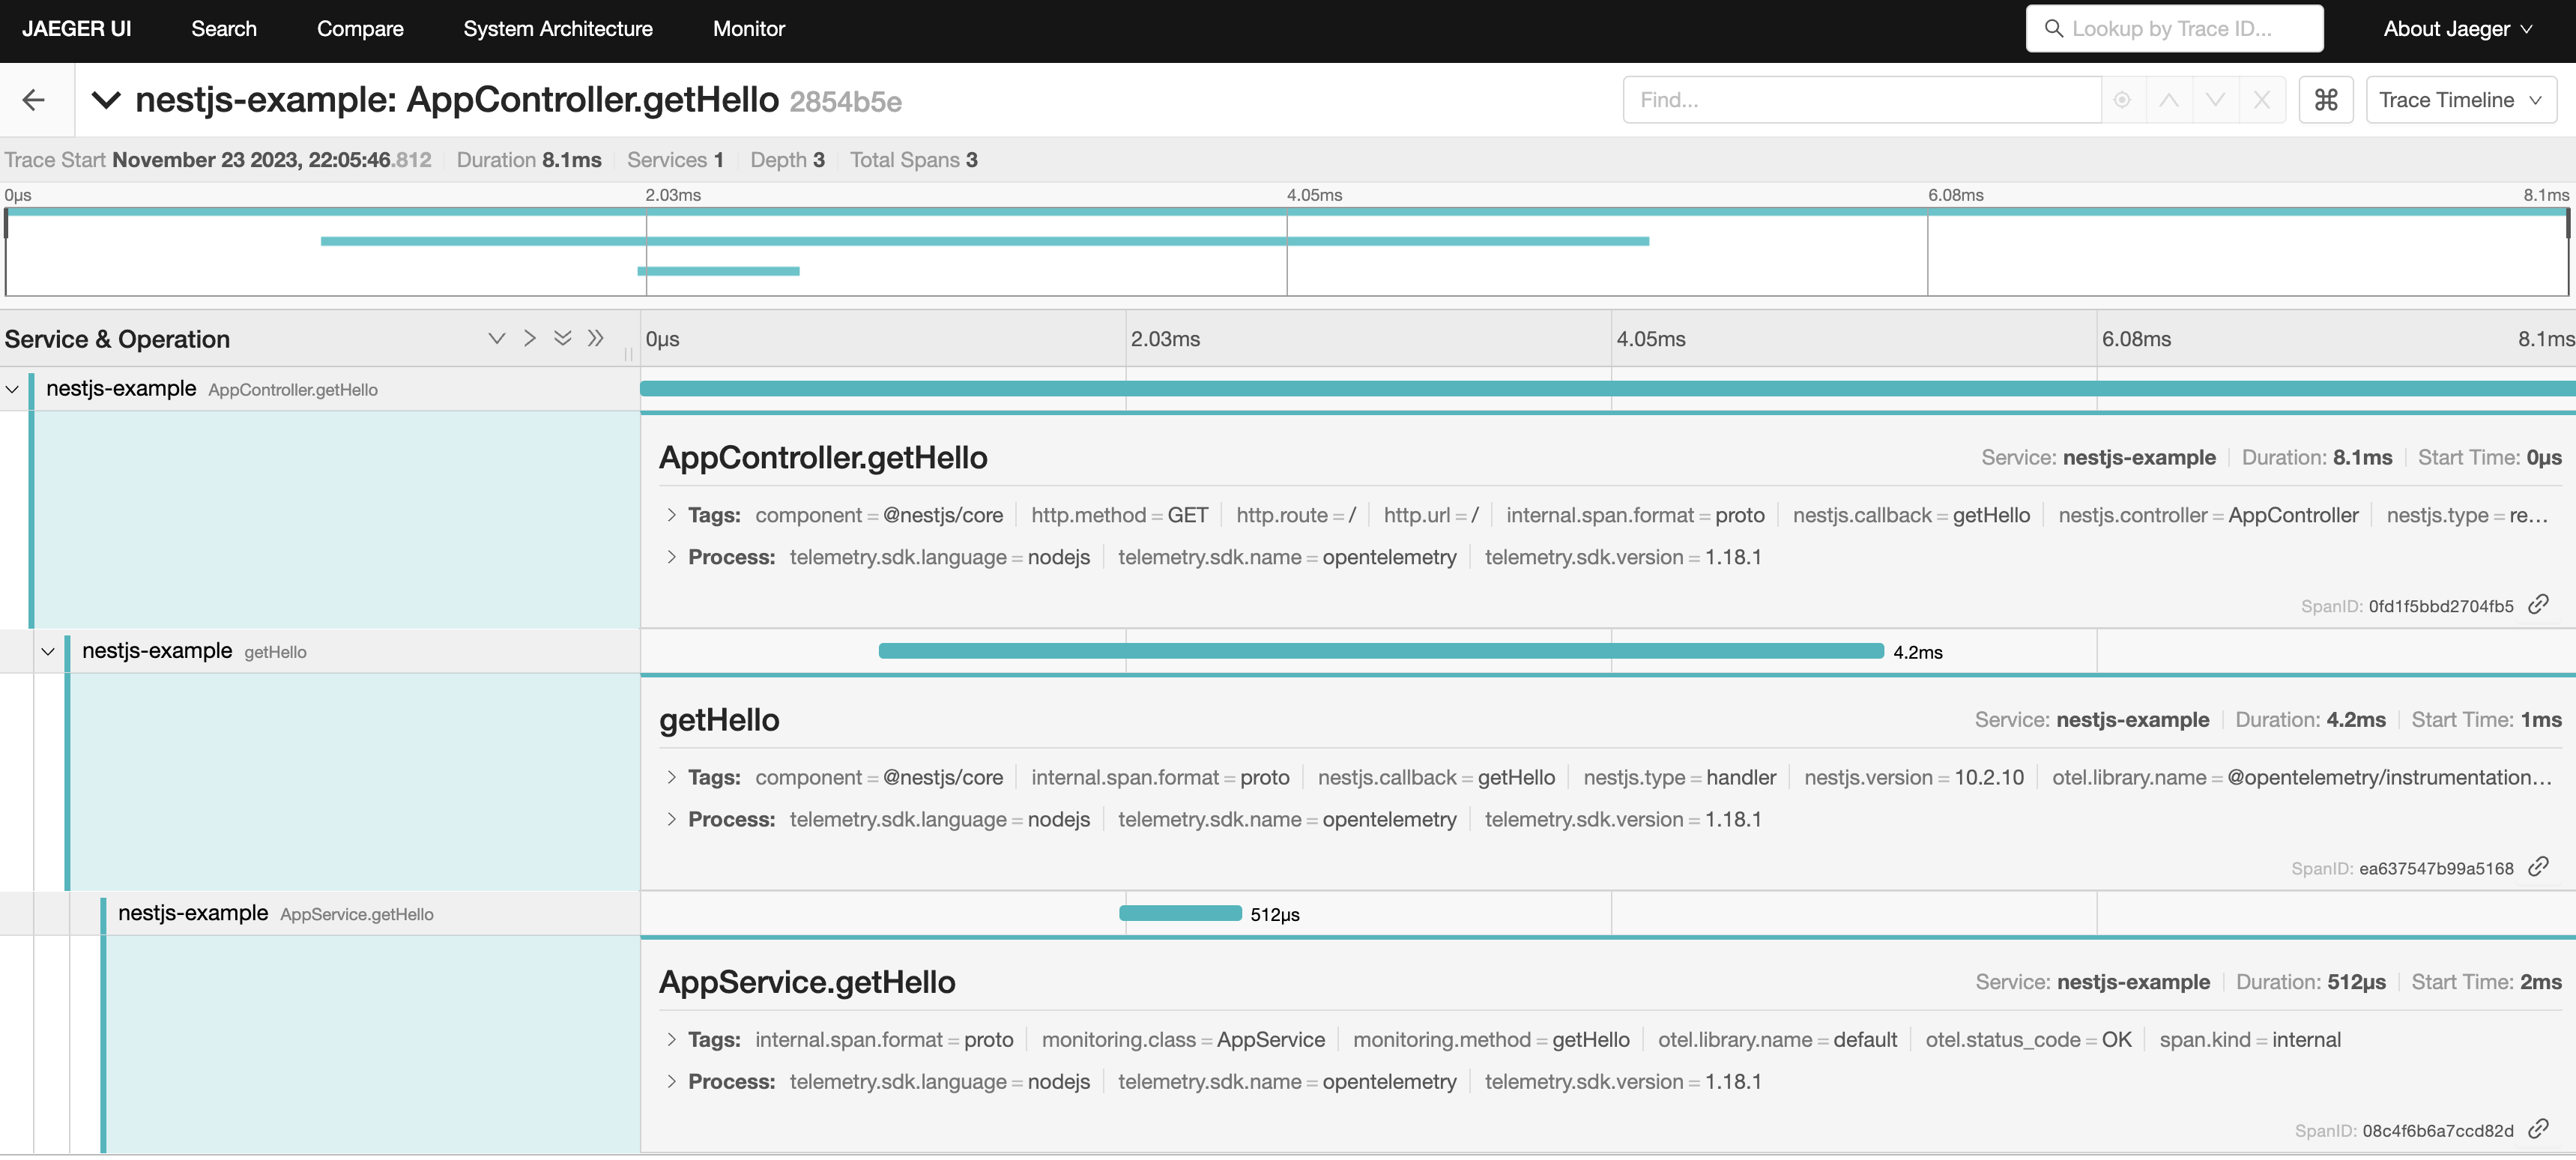 JAEGER UI Search Compare System Architecture Monitor Lookup by Trace ID... About Jaeger
nestjs-example: AppController.getHello 2854b5e Find... Trace Timeline
Trace Start November 23 2023, 22:05:46.812 Duration 8.1ms Services 1 Depth 3 Total Spans 3
0μs 2.03ms 4.05ms 6.08ms 8.1ms
Service & Operation 0μs 2.03ms 4.05ms 6.08ms 8.1ms
nestjs-example AppController.getHello
AppController.getHello Service: nestjs-example Duration: 8.1ms Start Time: 0μs
Tags: component = @nestjs/core http.method = GET http.route = / http.url = / internal.span.format = proto nestjs.callback = getHello nestjs.controller = AppController nestjs.type = re...
Process: telemetry.sdk.language = nodejs telemetry.sdk.name = opentelemetry telemetry.sdk.version = 1.18.1
SpanID: 0fd1f5bbd2704fb5
nestjs-example getHello 4.2ms
getHello Service: nestjs-example Duration: 4.2ms Start Time: 1ms
Tags: component = @nestjs/core internal.span.format = proto nestjs.callback = getHello nestjs.type = handler nestjs.version = 10.2.10 otel.library.name = @opentelemetry/instrumentation...
Process: telemetry.sdk.language = nodejs telemetry.sdk.name = opentelemetry telemetry.sdk.version = 1.18.1
SpanID: ea637547b99a5168
nestjs-example AppService.getHello 512μs
AppService.getHello Service: nestjs-example Duration: 512μs Start Time: 2ms
Tags: internal.span.format = proto monitoring.class = AppService monitoring.method = getHello otel.library.name = default otel.status_code = OK span.kind = internal
Process: telemetry.sdk.language = nodejs telemetry.sdk.name = opentelemetry telemetry.sdk.version = 1.18.1
SpanID: 08c4f6b6a7ccd82d